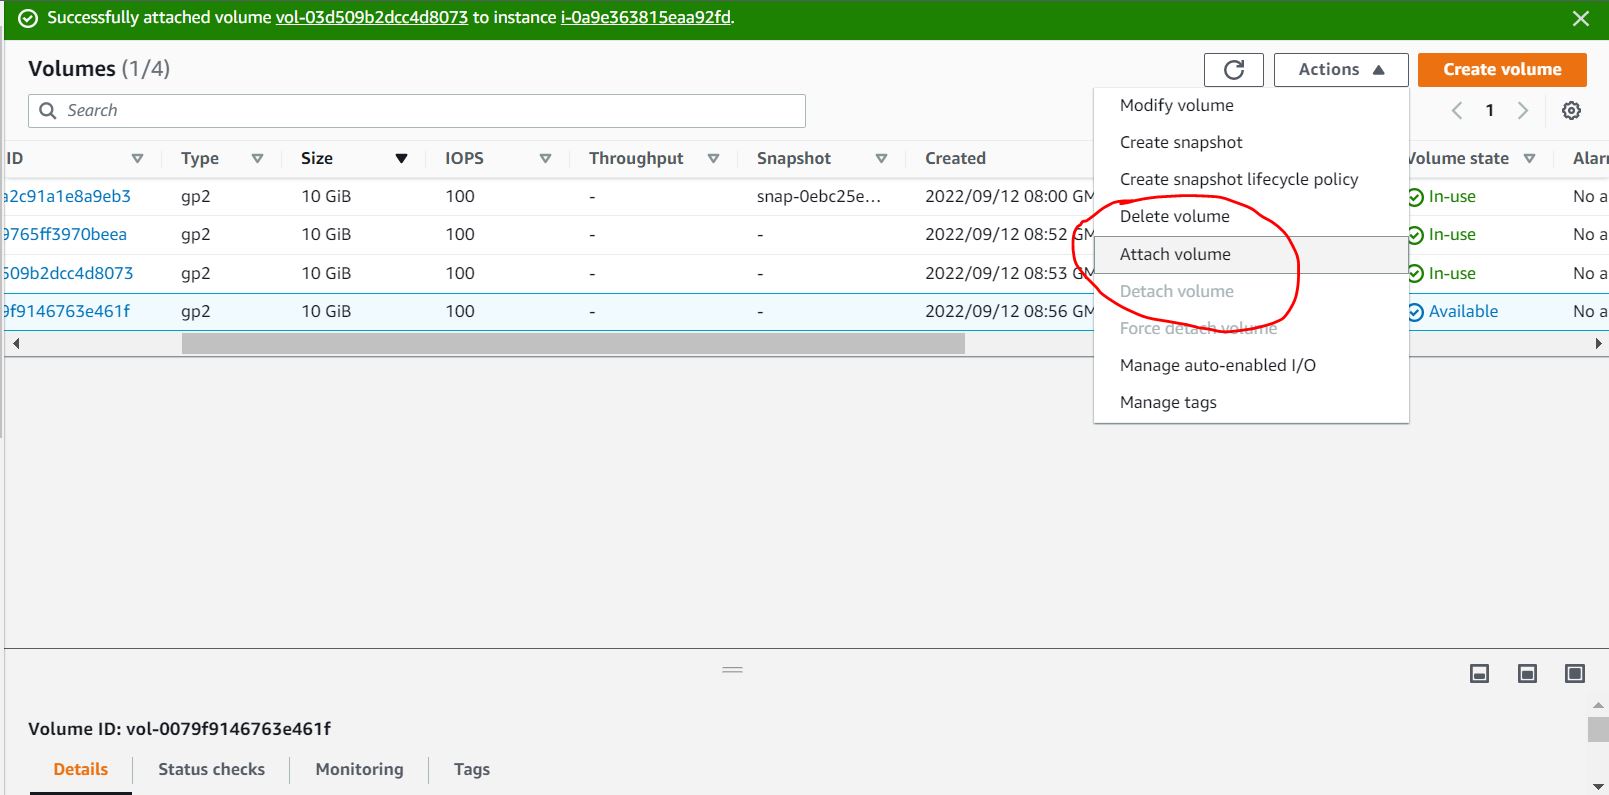 Successfully attached volume vol-03d509b2dcc4d8073 to instance i-0a9e363815eaa92fd.
Volumes (1/4)
Actions
Create volume
Search
1
Modify volume
Create snapshot
Create snapshot lifecycle policy
Delete volume
Attach volume
Detach volume
Force detach volume
Manage auto-enabled I/O
Manage tags
ID Type Size IOPS Throughput Snapshot Created Volume state Alarr
a2c91a1e8a9eb3 gp2 10 GiB 100 - snap-0ebc25e... 2022/09/12 08:00 GM In-use No a
9765ff3970beea gp2 10 GiB 100 - - 2022/09/12 08:52 GM In-use No a
509b2dcc4d8073 gp2 10 GiB 100 - - 2022/09/12 08:53 GM In-use No a
9f9146763e461f gp2 10 GiB 100 - - 2022/09/12 08:56 GM Available No a
Volume ID: vol-0079f9146763e461f
Details Status checks Monitoring Tags